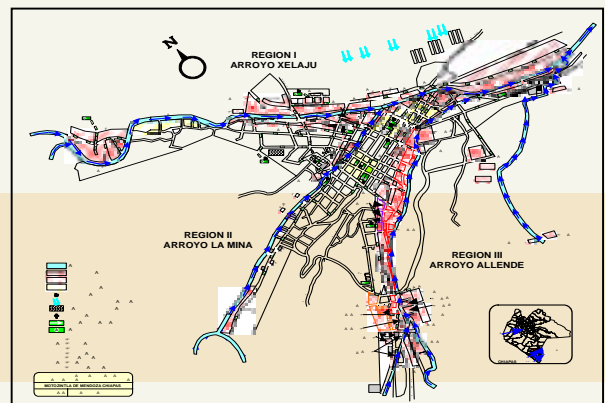 N
REGION I
ARROYO XELAJU
REGION II
ARROYO LA MINA
REGION III
ARROYO ALLENDE
CHIAPAS
MOTOZINTLA DE MENDOZA CHIAPAS